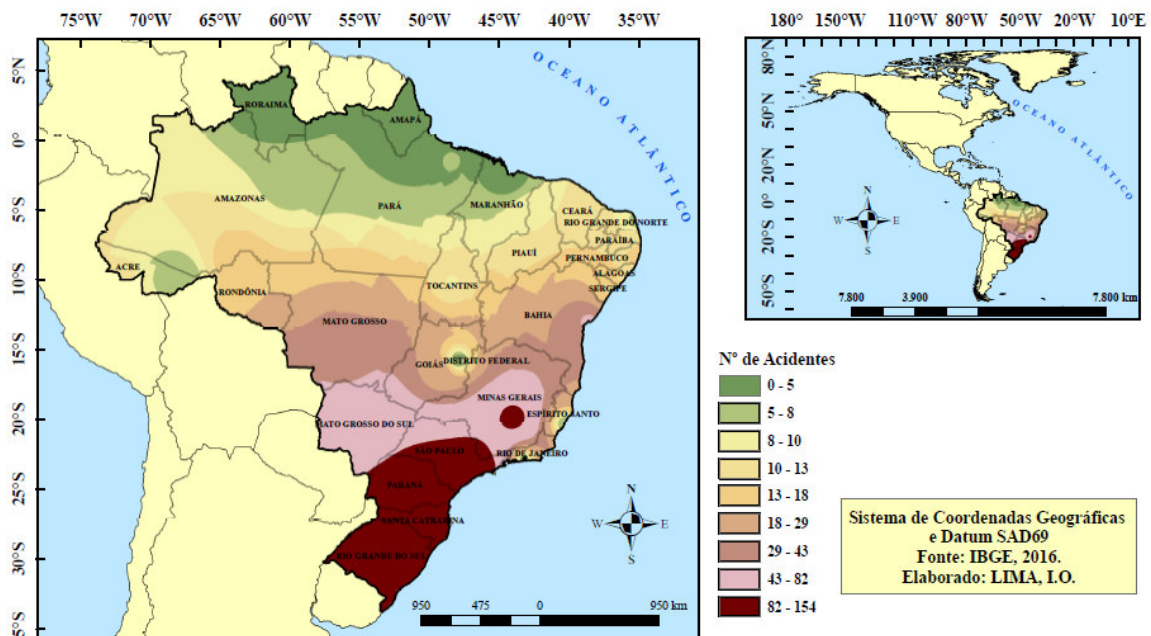 75°W 70°W 65°W 60°W 55°W 50°W 45°W 40°W 35°W
5°N
0°
5°S
10°S
15°S
20°S
25°S
30°S
35°S
OCEANO ATLÂNTICO
RORAIMA
AMAPÁ
AMAZONAS
PARÁ
MARANHÃO
CEARÁ
RIO GRANDE DO NORTE
PARAÍBA
PIAUÍ
PERNAMBUCO
ALAGOAS
SERGIPE
ACRE
RONDÔNIA
TOCANTINS
BAHIA
MATO GROSSO
GOIÁS
DISTRITO FEDERAL
MINAS GERAIS
ESPÍRITO SANTO
MATO GROSSO DO SUL
SÃO PAULO
RIO DE JANEIRO
PARANÁ
SANTA CATARINA
RIO GRANDE DO SUL
N
W E
S
950 475 0 950 km
180° 150°W 110°W 80°W 50°W 20°W 10°E
80°N
50°N
20°N
0°
20°S
50°S
OCEANO ATLÂNTICO
N
W E
S
7.800 3.900 7.800 km
Nº de Acidentes
0 - 5
5 - 8
8 - 10
10 - 13
13 - 18
18 - 29
29 - 43
43 - 82
82 - 154
Sistema de Coordenadas Geográficas
e Datum SAD69
Fonte: IBGE, 2016.
Elaborado: LIMA, I.O.